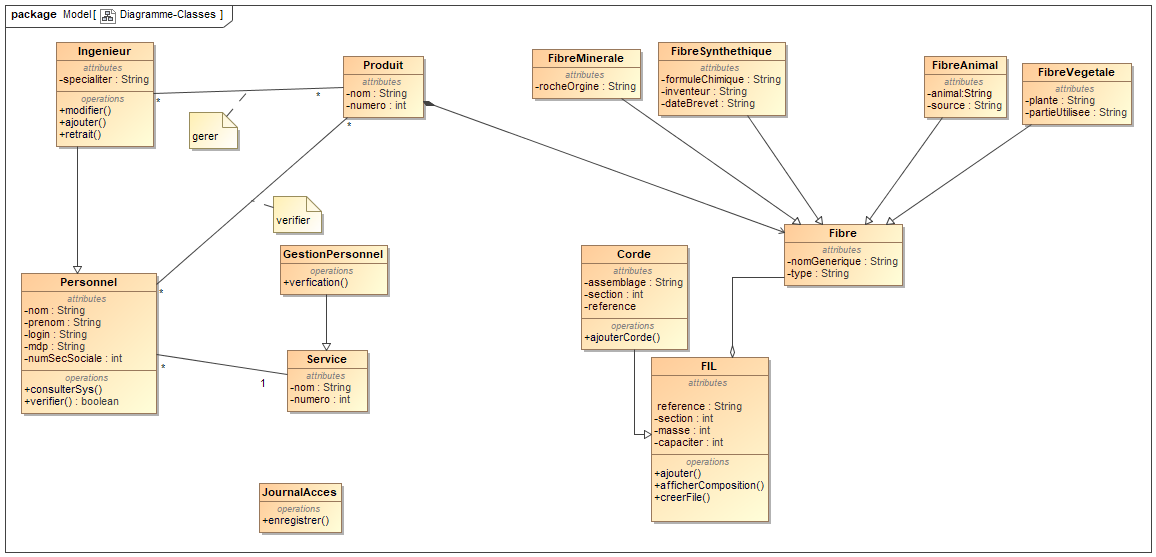 package Model[ Diagramme-Classes ]
Ingenieur
attributes
-specialiter : String
operations
+modifier()
+ajouter()
+retrait()
*
*
gerer
Produit
attributes
-nom : String
-numero : int
*
verifier
FibreMinerale
attributes
-rocheOrgine : String
FibreSynthethique
attributes
-formuleChimique : String
-inventeur : String
-dateBrevet : String
FibreAnimal
attributes
-animal:String
-source : String
FibreVegetale
attributes
-plante : String
-partieUtilisee : String
Fibre
attributes
-nomGenerique : String
-type : String
GestionPersonnel
operations
+verfication()
Corde
attributes
-assemblage : String
-section : int
-reference
operations
+ajouterCorde()
Personnel
attributes
-nom : String
-prenom : String
-login : String
-mdp : String
-numSecSociale : int
operations
+consulterSys()
+verifier() : boolean
*
*
1
Service
attributes
-nom : String
-numero : int
FIL
attributes
reference : String
-section : int
-masse : int
-capaciter : int
operations
+ajouter()
+afficherComposition()
+creerFile()
JournalAcces
operations
+enregistrer()